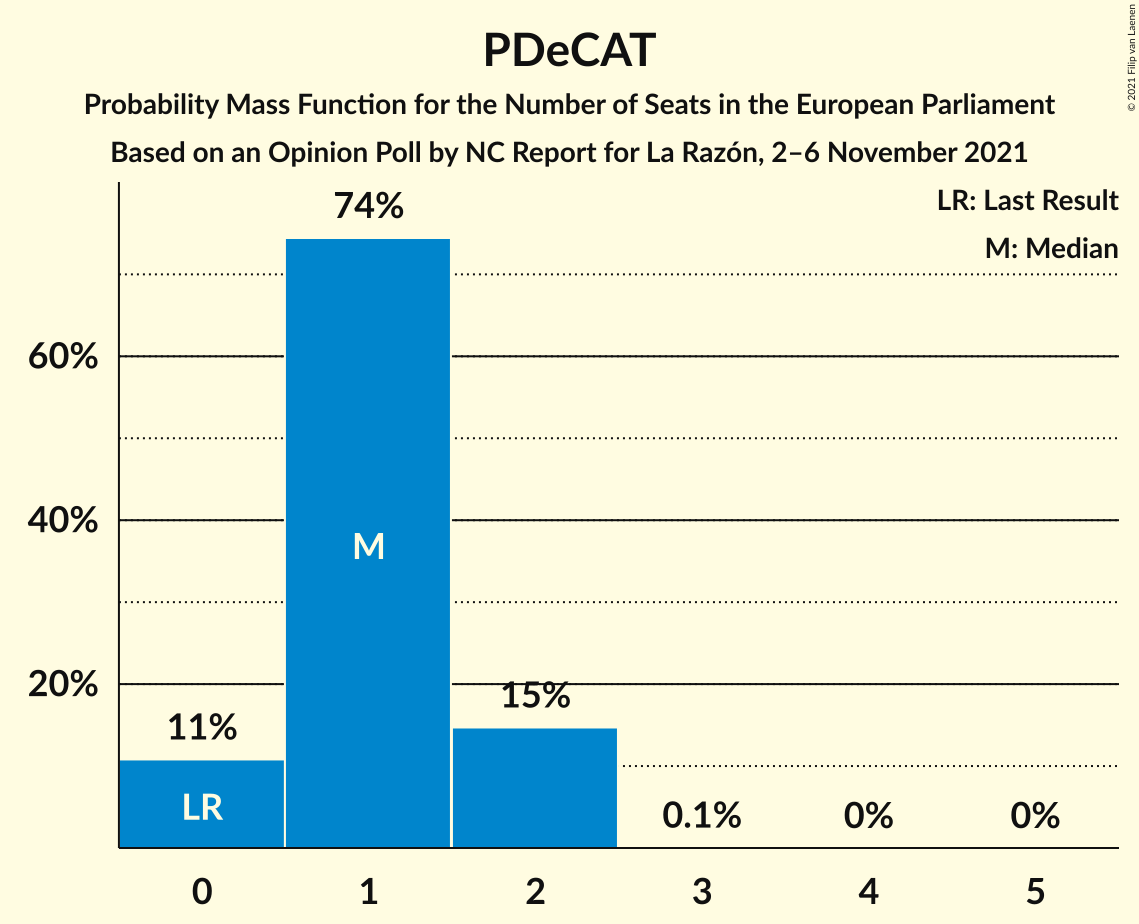 PDeCAT
Probability Mass Function for the Number of Seats in the European Parliament
Based on an Opinion Poll by NC Report for La Razón, 2–6 November 2021
© 2021 Filip van Laenen
LR: Last Result
M: Median
74%
60%
40%
20%
M
15%
11%
LR
0.1%
0%
0%
0
1
2
3
4
5